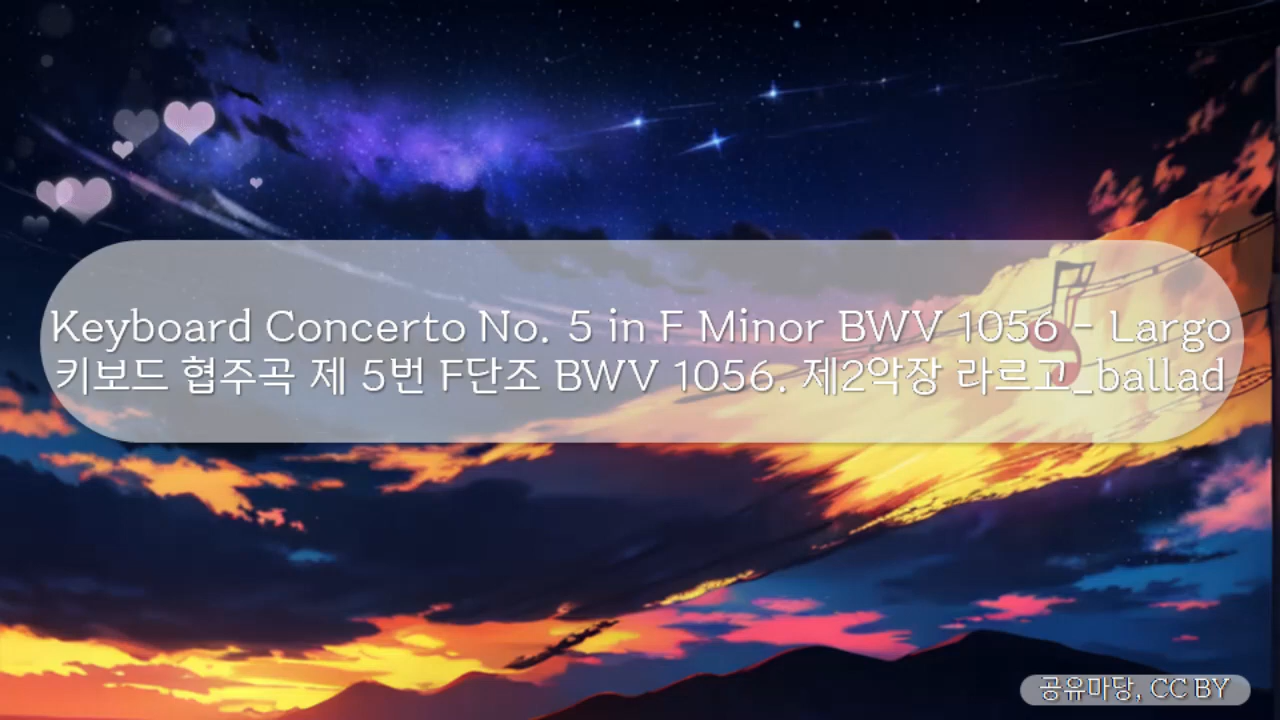 Keyboard Concerto No. 5 in F Minor BWV 1056 - Largo
키보드 협주곡 제 5번 F단조 BWV 1056. 제2악장 라르고_ballad
공유마당, CC BY